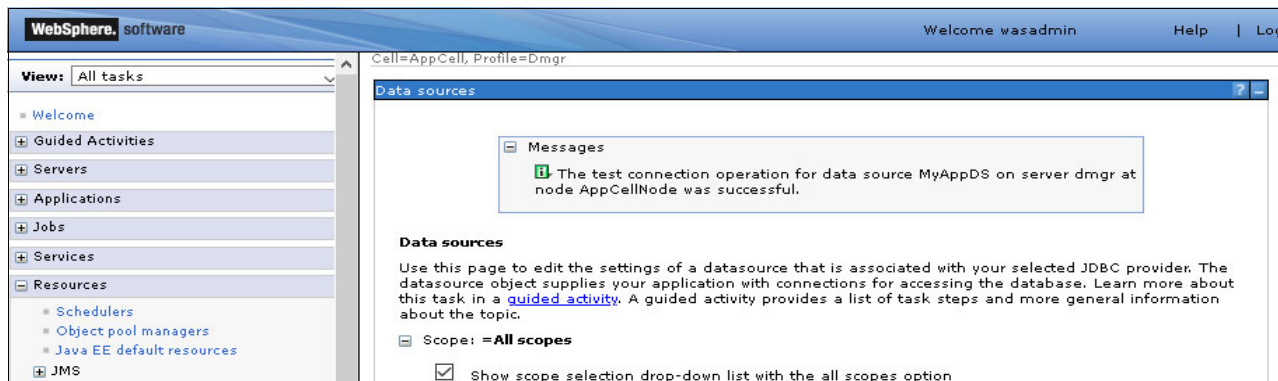 WebSphere. software
Welcome wasadmin
Help
|
Cell=AppCell, Profile=Dmgr
View: All tasks
Data sources
?
Welcome
Guided Activities
Servers
Applications
Jobs
Services
Resources
Schedulers
Object pool managers
Java EE default resources
JMS
Messages
The test connection operation for data source MyAppDS on server dmgr at
node AppCellNode was successful.
Data sources
Use this page to edit the settings of a datasource that is associated with your selected JDBC provider. The
datasource object supplies your application with connections for accessing the database. Learn more about
this task in a guided activity. A guided activity provides a list of task steps and more general information
about the topic.
Scope: =All scopes
Show scope selection drop-down list with the all scopes option